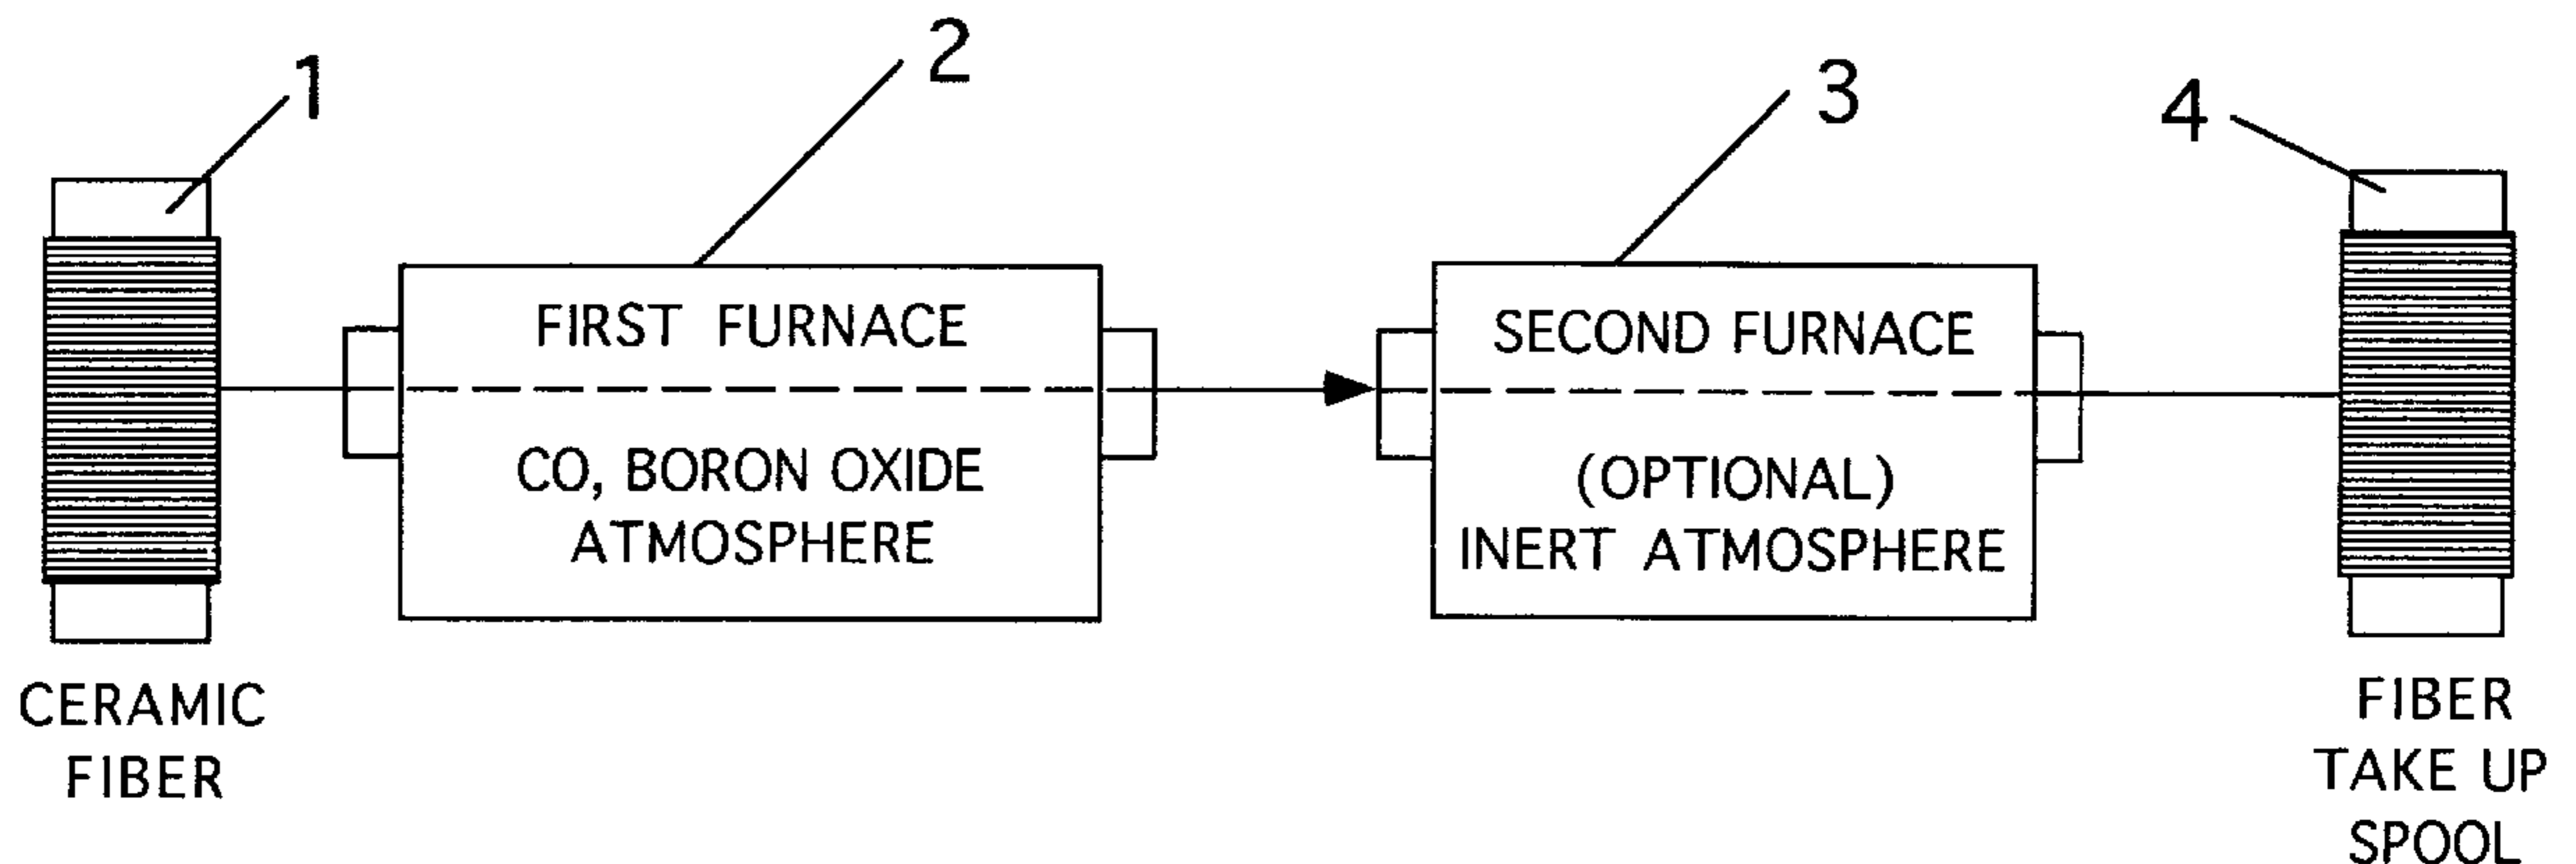 1
2
3
4
FIRST FURNACE
CO, BORON OXIDE
ATMOSPHERE
SECOND FURNACE
(OPTIONAL)
INERT ATMOSPHERE
CERAMIC
FIBER
FIBER
TAKE UP
SPOOL